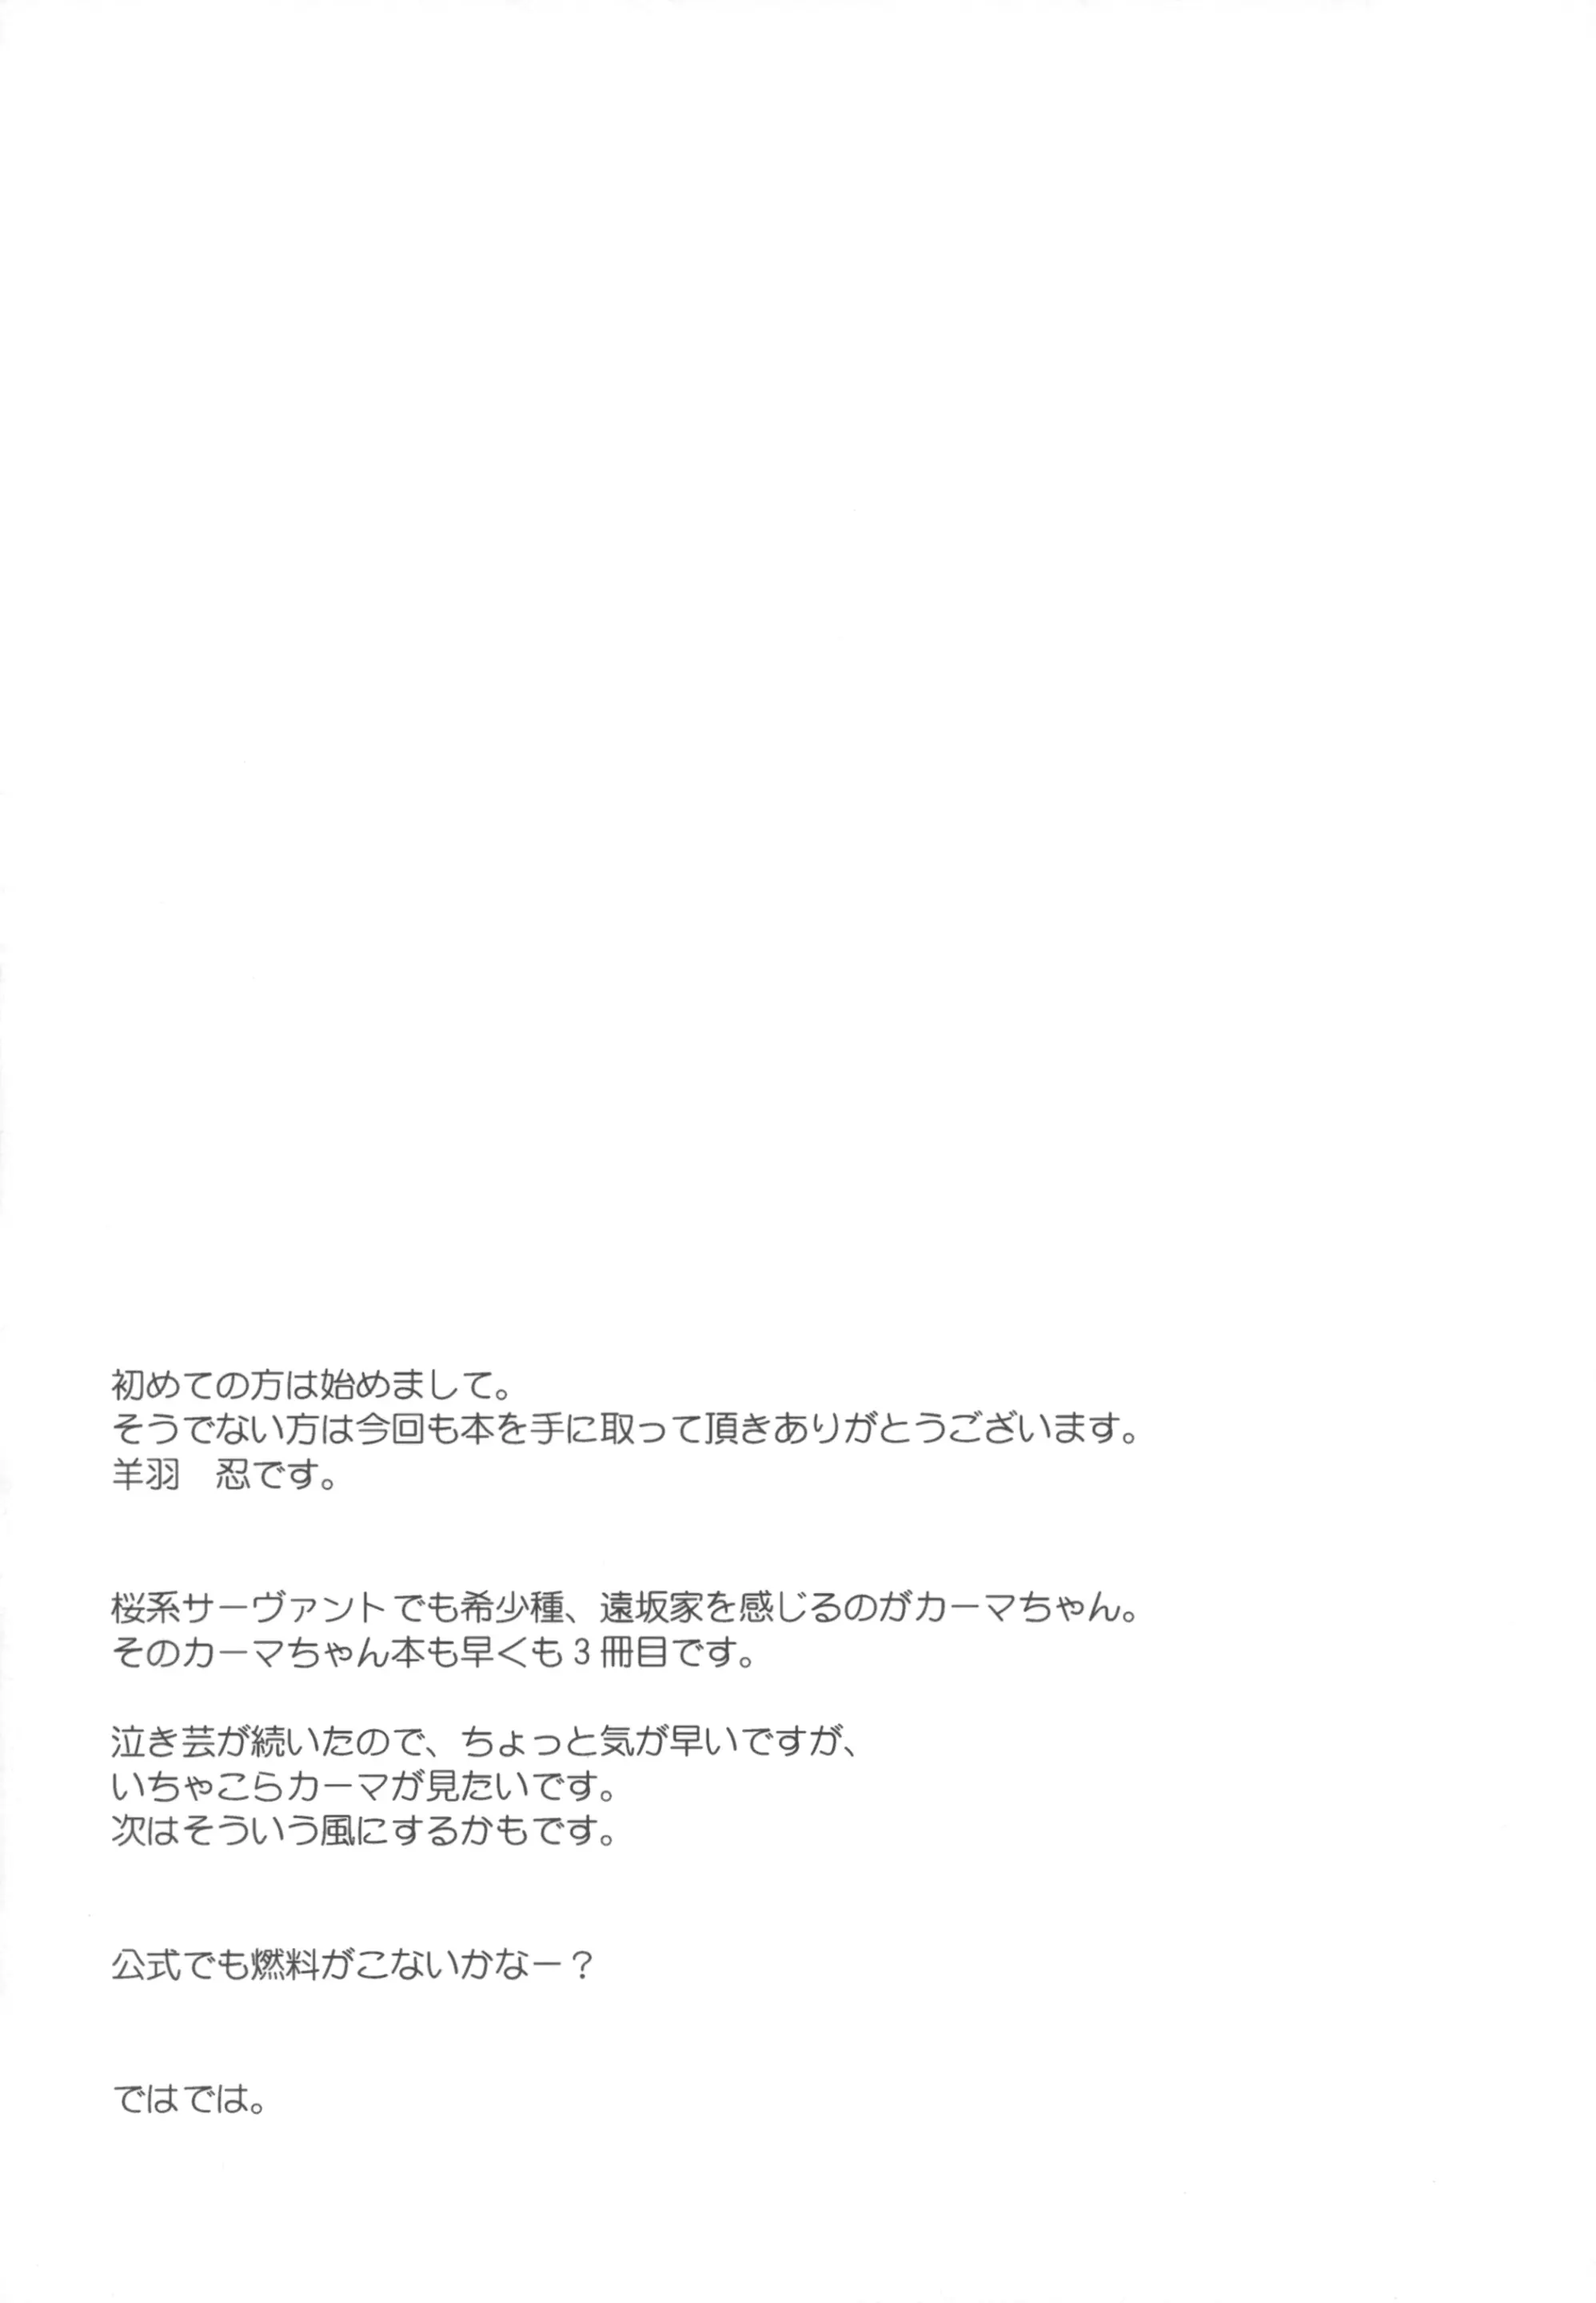 初めての方は始めまして。
そうでない方は今回も本を手に取って頂きありがとうございます。
羊羽　忍です。
桜系サーヴァントでも希少種、遠坂家を感じるのがカーマちゃん。
そのカーマちゃん本も早くも３冊目です。
泣き芸が続いたので、ちょっと気が早いですが、
いちゃこらカーマが見たいです。
次はそういう風にするかもです。
公式でも燃料がこないかなー？
ではでは。